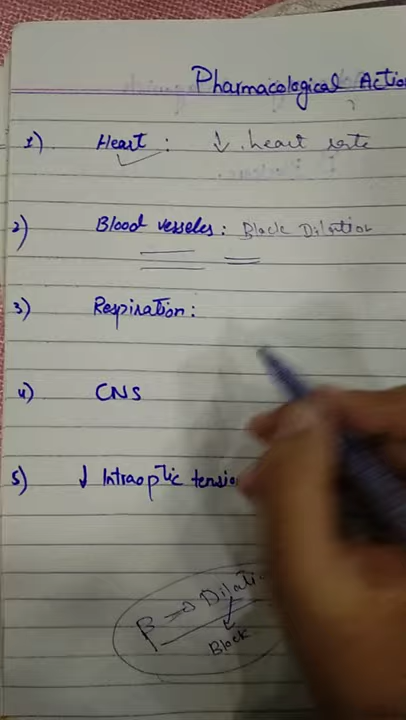 Pharmacological Actio
1) Heart : ↓ heart rate
2) Blood vesseles : Block Dilation
3) Respiration :
4) CNS
5) ↓ Intraoptic tensio
β → Dilati
Block